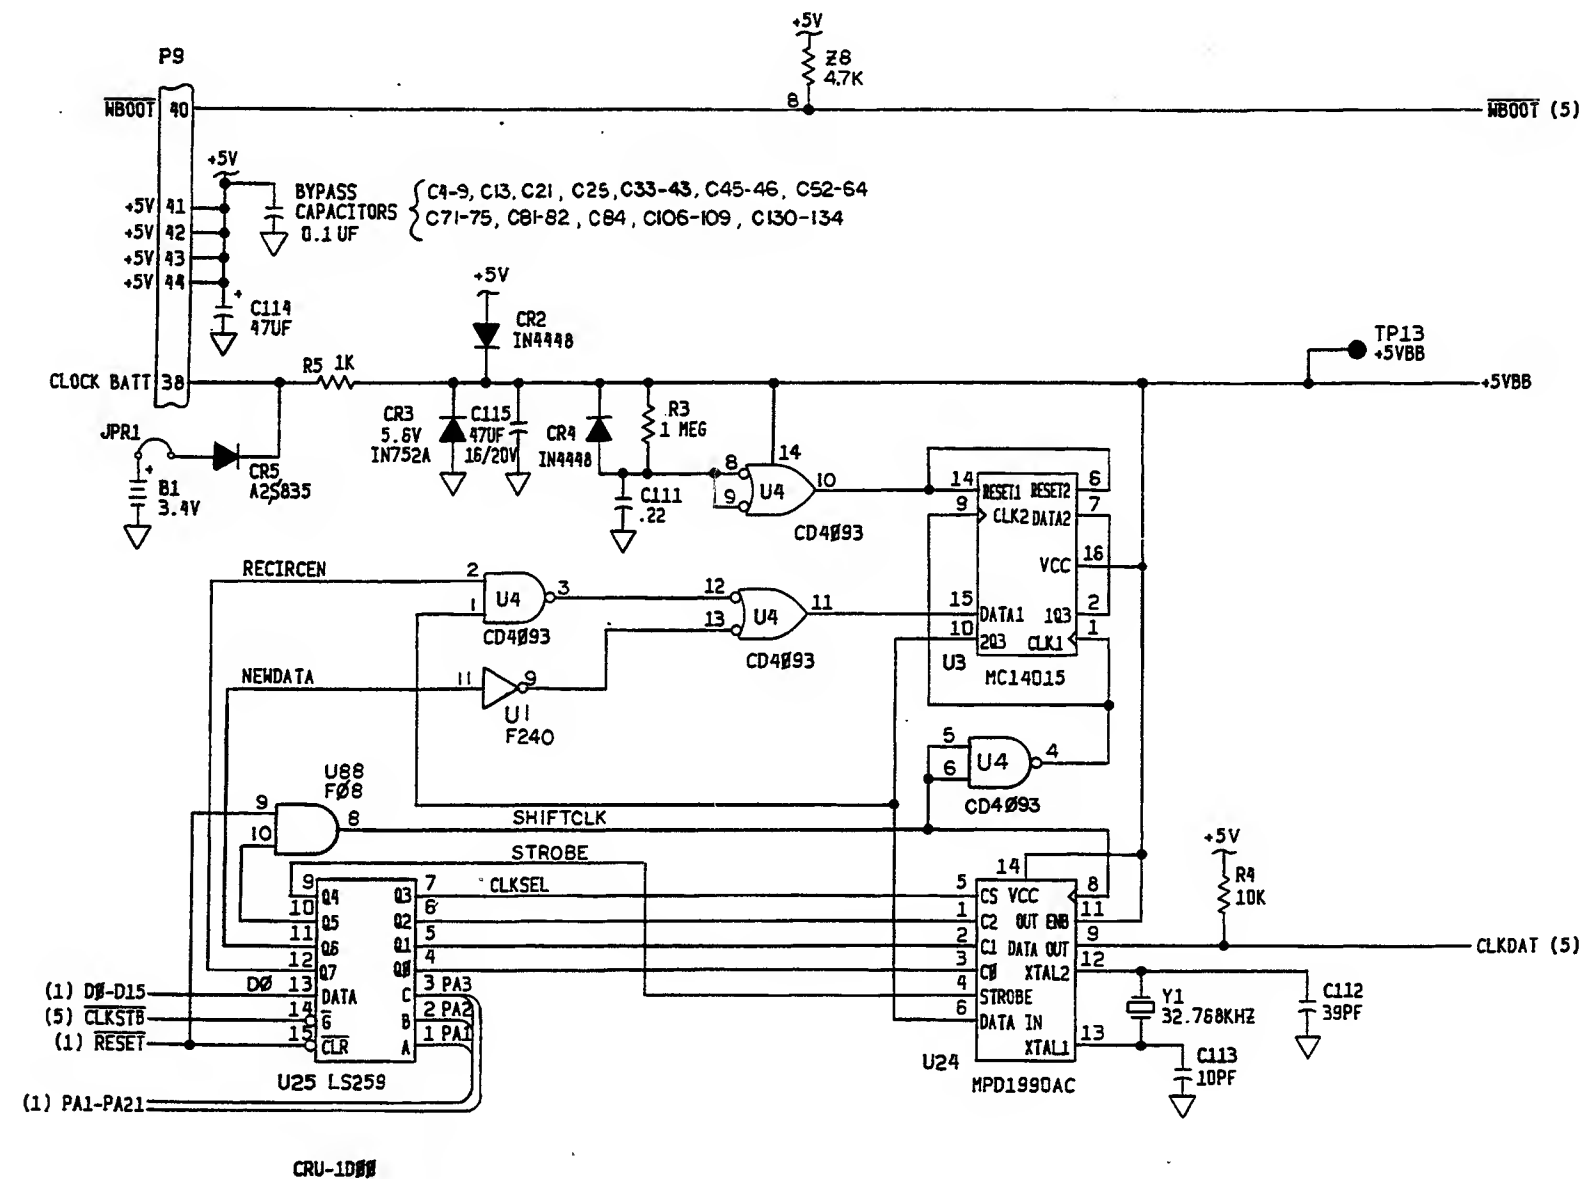 +5V
P9
Z8
4.7K
8
WBOOT 40
WBOOT (5)
+5V
BYPASS
CAPACITORS
0.1 UF
C4-9, C13, C21, C25, C33-43, C45-46, C52-64
C71-75, C81-82, C84, C106-109, C130-134
+5V 41
+5V 42
+5V 43
+5V 44
+
C114
47UF
+5V
CR2
IN4448
TP13
+5VBB
CLOCK BATT 38
R5 1K
+5VBB
JPR1
CR5
A2S835
+
B1
3.4V
CR3
5.6V
IN752A
C115
47UF
16/20V
CR4
IN4448
R3
1 MEG
C111
.22
14
8
9
U4
10
CD4093
14 RESET1 RESET2 6
9 CLK2 DATA2 7
VCC 16
15 DATA1 1Q3 2
10 2Q3 CLK1 1
U3
MC14015
RECIRCEN
2
1
U4
3
CD4093
12
13
U4
11
CD4093
NEWDATA
11
9
U1
F240
5
6
U4
4
CD4093
U88
F08
9
10
8
SHIFTCLK
STROBE
CLKSEL
9 Q4 Q3 7
10 Q5 Q2 6
11 Q6 Q1 5
12 Q7 Q0 4
13 DATA C 3 PA3
14 G B 2 PA2
15 CLR A 1 PA1
D0
(1) D0-D15
(5) CLKSTB
(1) RESET
U25 LS259
(1) PA1-PA21
14
5 CS VCC 8
1 C2 OUT ENB 11
2 C1 DATA OUT 9
3 C0 XTAL2 12
4 STROBE
6 DATA IN
XTAL1 13
U24
MPD1990AC
+5V
R4
10K
CLKDAT (5)
Y1
32.768KHZ
C112
39PF
C113
10PF
CRU-1D00